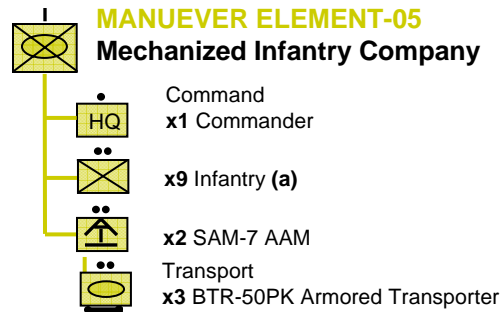 MANUEVER ELEMENT-05
Mechanized Infantry Company
Command
HQ
x1 Commander
x9 Infantry (a)
x2 SAM-7 AAM
Transport
x3 BTR-50PK Armored Transporter